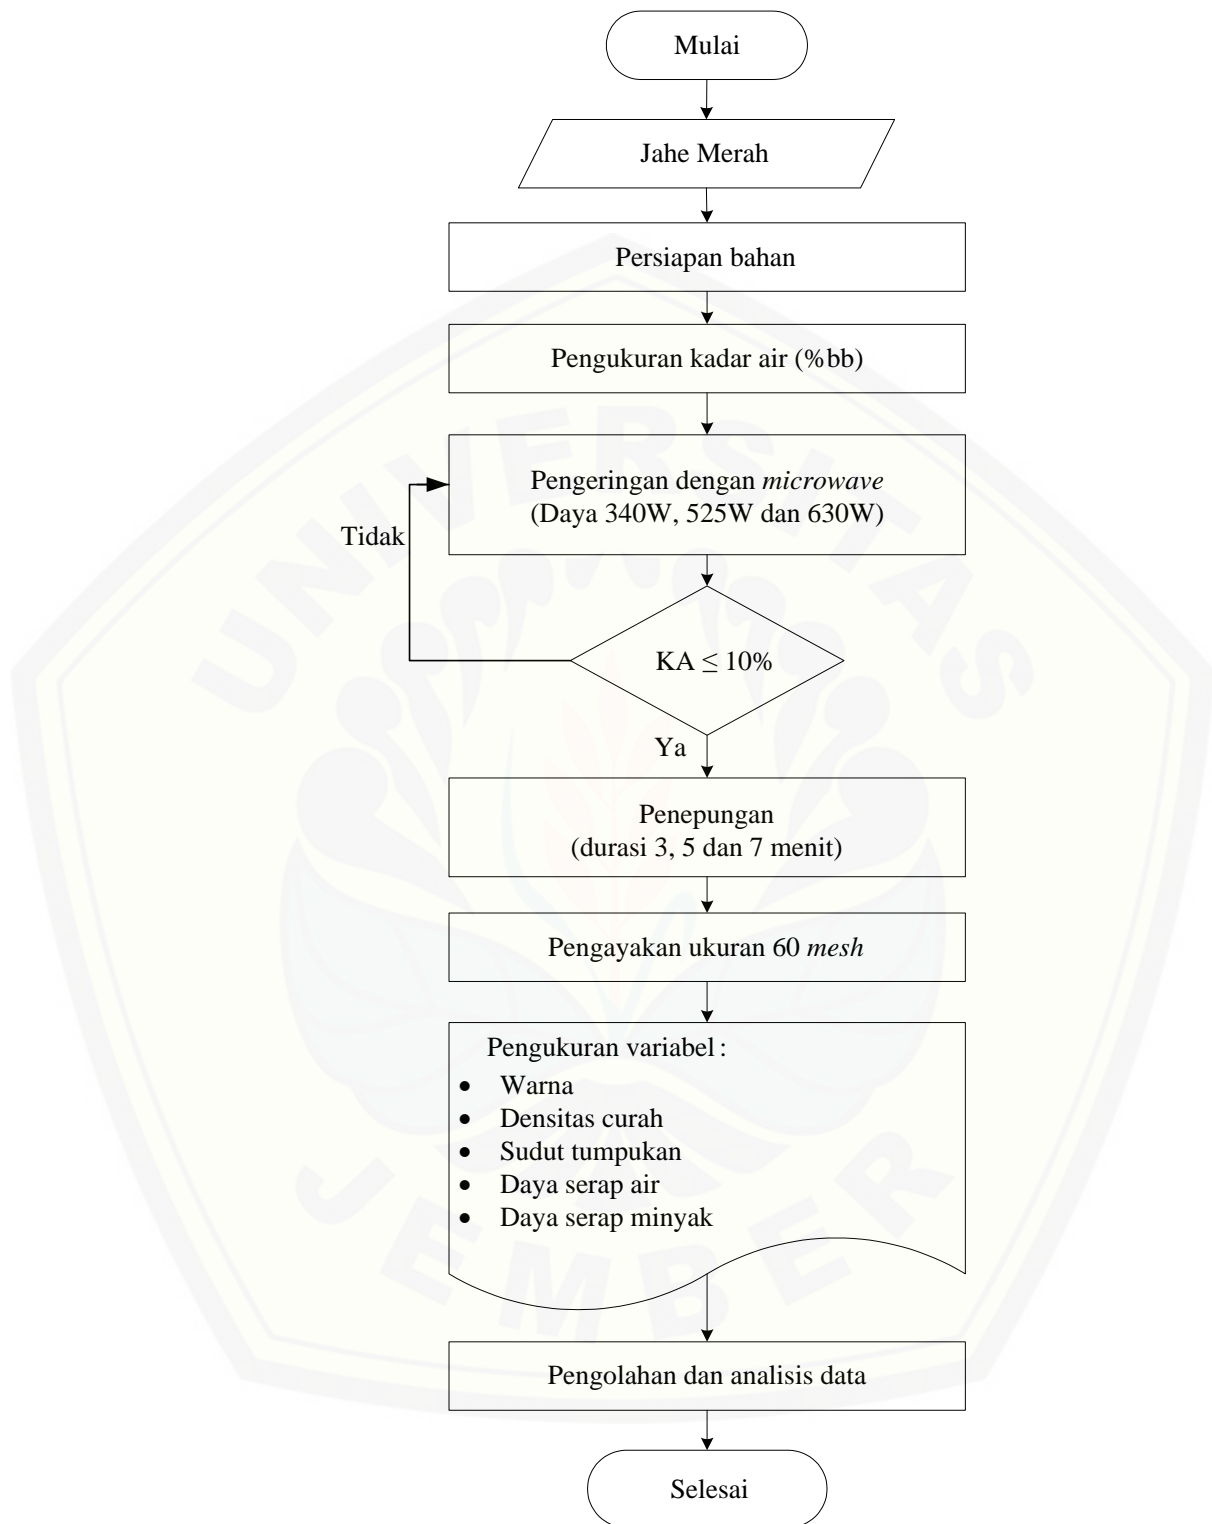 Mulai
Jahe Merah
Persiapan bahan
Pengukuran kadar air (%bb)
Pengeringan dengan microwave
(Daya 340W, 525W dan 630W)
Tidak
KA ≤ 10%
Ya
Penepungan
(durasi 3, 5 dan 7 menit)
Pengayakan ukuran 60 mesh
Pengukuran variabel :
• Warna
• Densitas curah
• Sudut tumpukan
• Daya serap air
• Daya serap minyak
Pengolahan dan analisis data
Selesai
UNIVERSITAS
JEMBER